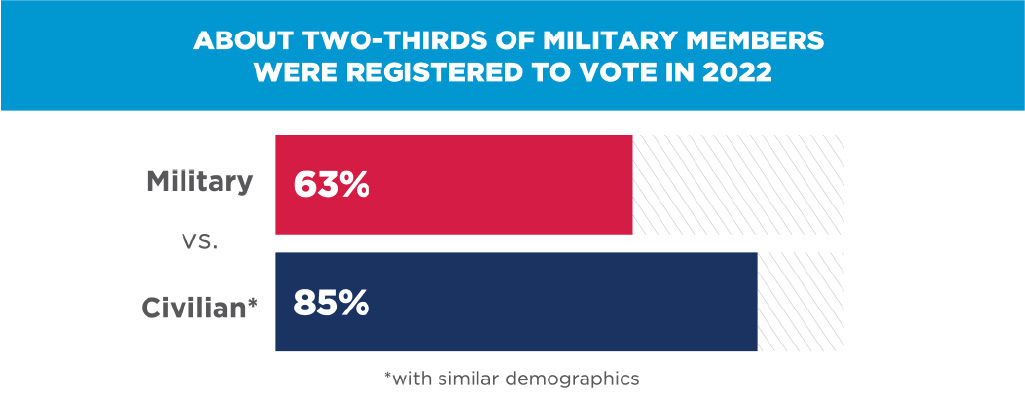 ABOUT TWO-THIRDS OF MILITARY MEMBERS
WERE REGISTERED TO VOTE IN 2022
Military
63%
vs.
Civilian*
85%
*with similar demographics